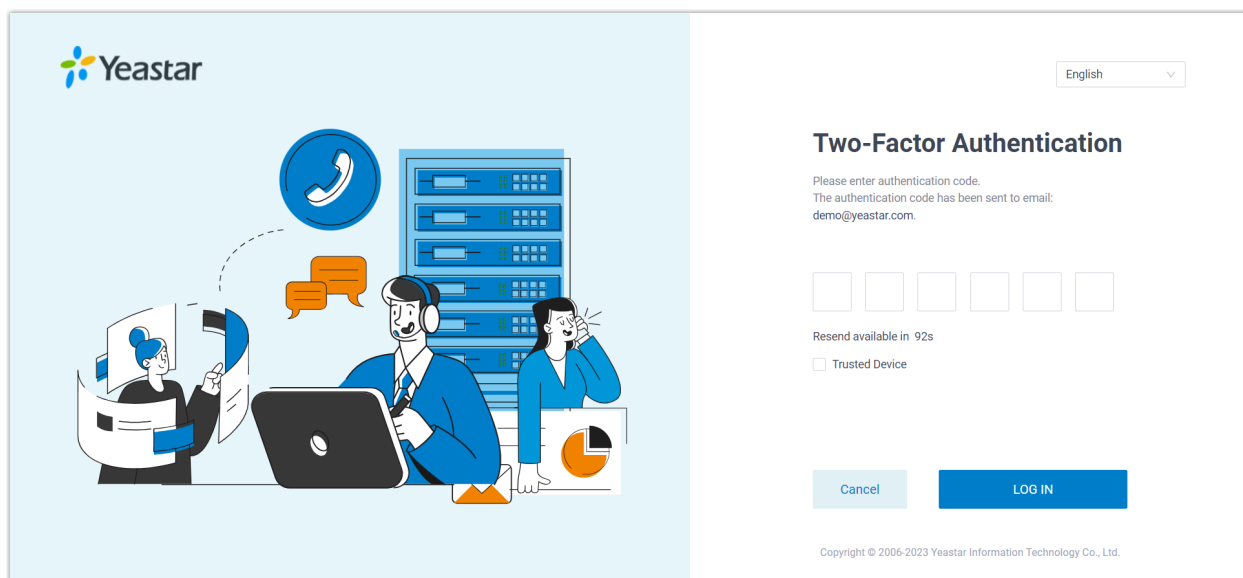 Yeastar
English
Two-Factor Authentication
Please enter authentication code.
The authentication code has been sent to email:
demo@yeastar.com.
Resend available in 92s
Trusted Device
Cancel
LOG IN
Copyright © 2006-2023 Yeastar Information Technology Co., Ltd.